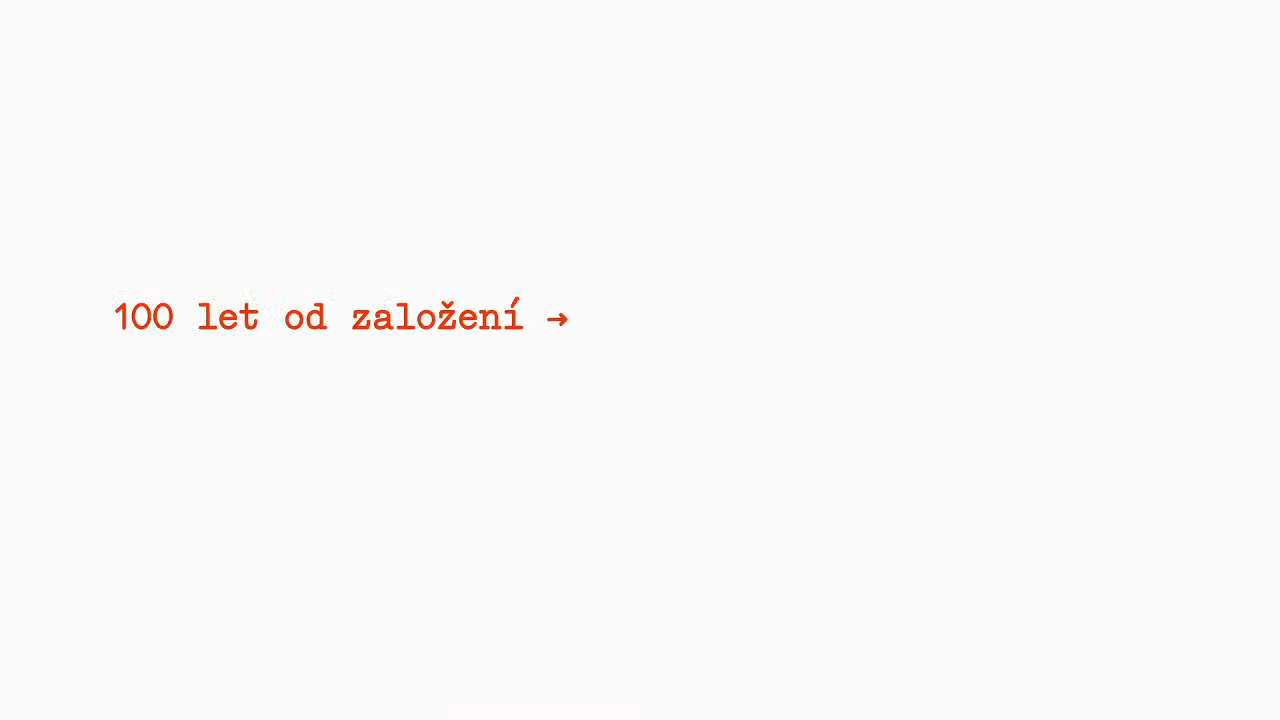 100 let od založení →